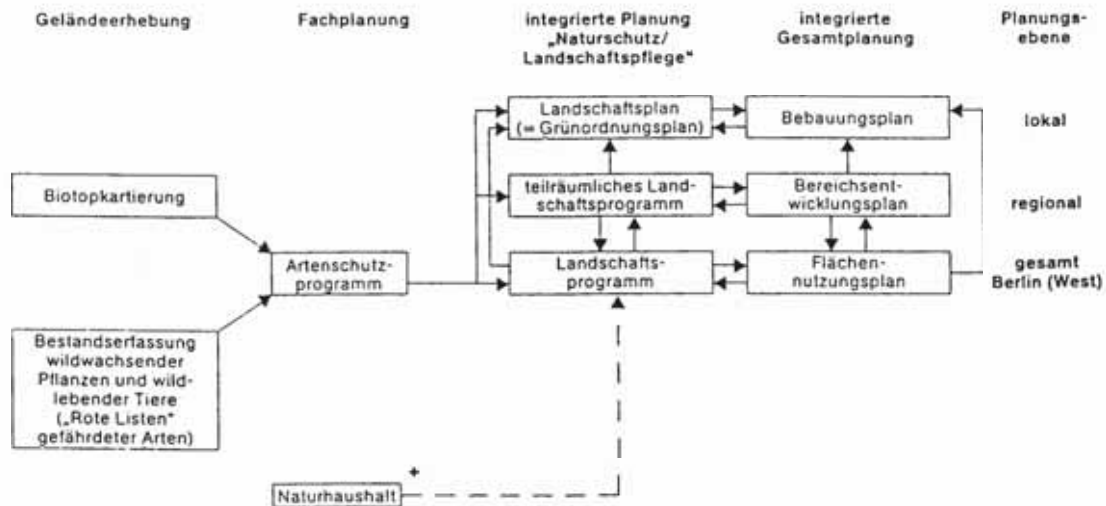 Geländeerhebung
Fachplanung
integrierte Planung
„Naturschutz/
Landschaftspflege“
integrierte
Gesamtplanung
Planungs-
ebene
Landschaftsplan
(= Grünordnungsplan)
Bebauungsplan
lokal
Biotopkartierung
teilräumliches Land-
schaftsprogramm
Bereichsent-
wicklungsplan
regional
Artenschutz-
programm
Landschafts-
programm
Flächen-
nutzungsplan
gesamt
Berlin (West)
Bestandserfassung
wildwachsender
Pflanzen und wild-
lebender Tiere
(„Rote Listen“
gefährdeter Arten)
+
Naturhaushalt